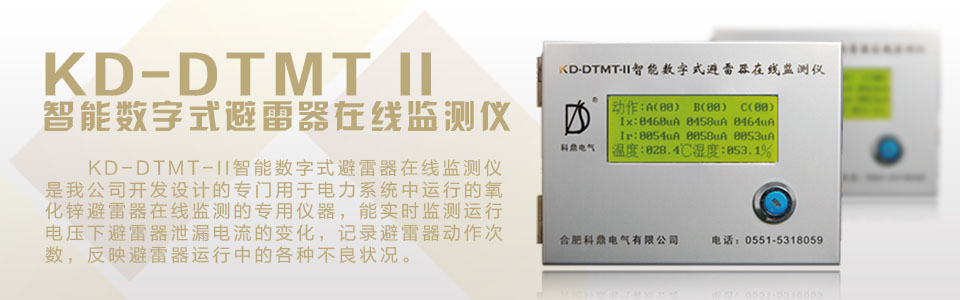 KD-DTMT II
智能数字式避雷器在线监测仪
KD-DTMT-II智能数字式避雷器在线监测仪
是我公司开发设计的专门用于电力系统中运行的氧
化锌避雷器在线监测的专用仪器，能实时监测运行
电压下避雷器泄漏电流的变化，记录避雷器动作次
数，反映避雷器运行中的各种不良状况。
KD-DTMT-II智能数字式避雷器在线监测仪
®
科鼎电气
动作:A(00) B(00) C(00)
Ix:0460uA 0458uA 0464uA
Ir:0054uA 0058uA 0053uA
温度:028.4℃湿度:053.1%
合肥科鼎电气有限公司 电话：0551-5318059